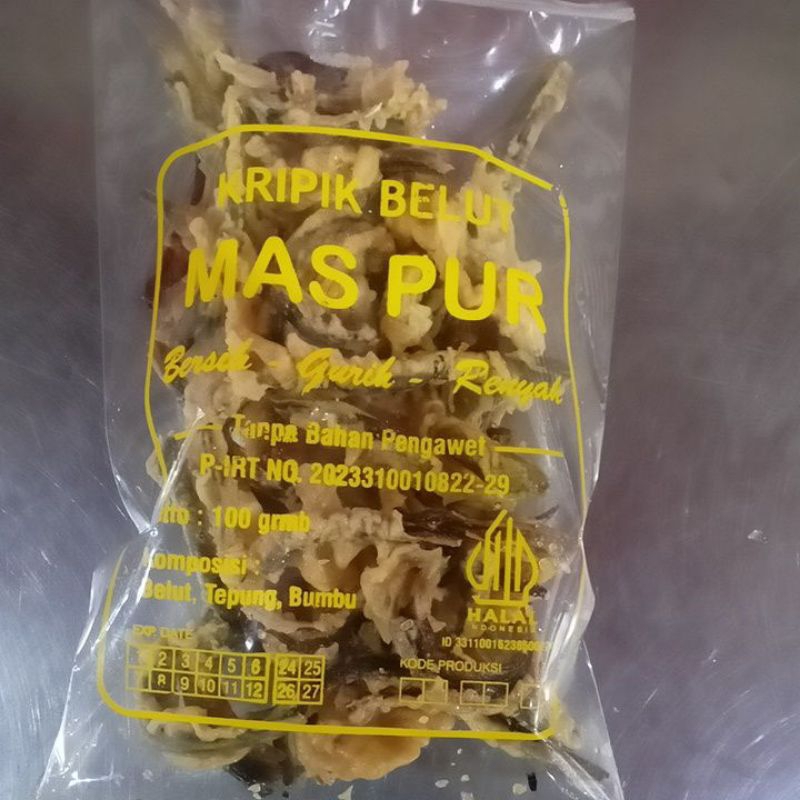 KRIPIK BELUT
MAS PUR
Bersih - Gurih - Renyah
Tanpa Bahan Pengawet
P-IRT NO. 2023310010822-29
: 100 grmb
Komposisi :
Belut, Tepung, Bumbu
EXP. DATE
2 3 4 5 6 24 25
8 9 10 11 12 26 27
HALAL
INDONESIA
KODE PRODUKSI